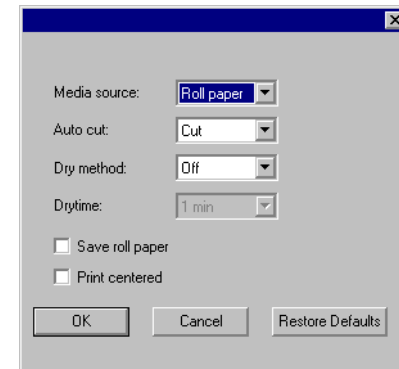 Media source: Roll paper
Auto cut: Cut
Dry method: Off
Drytime: 1 min
Save roll paper
Print centered
OK Cancel Restore Defaults